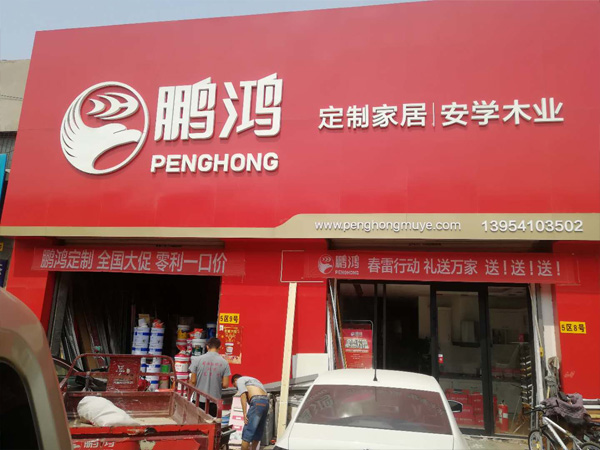 鹏鸿
PENGHONG
定制家居|安学木业
www.penghongmuye.com 13954103502
鹏鸿定制 全国大促 零利一口价
鹏鸿
PENGHONG
春雷行动 礼送万家 送!送!送!
5区9号
5区8号